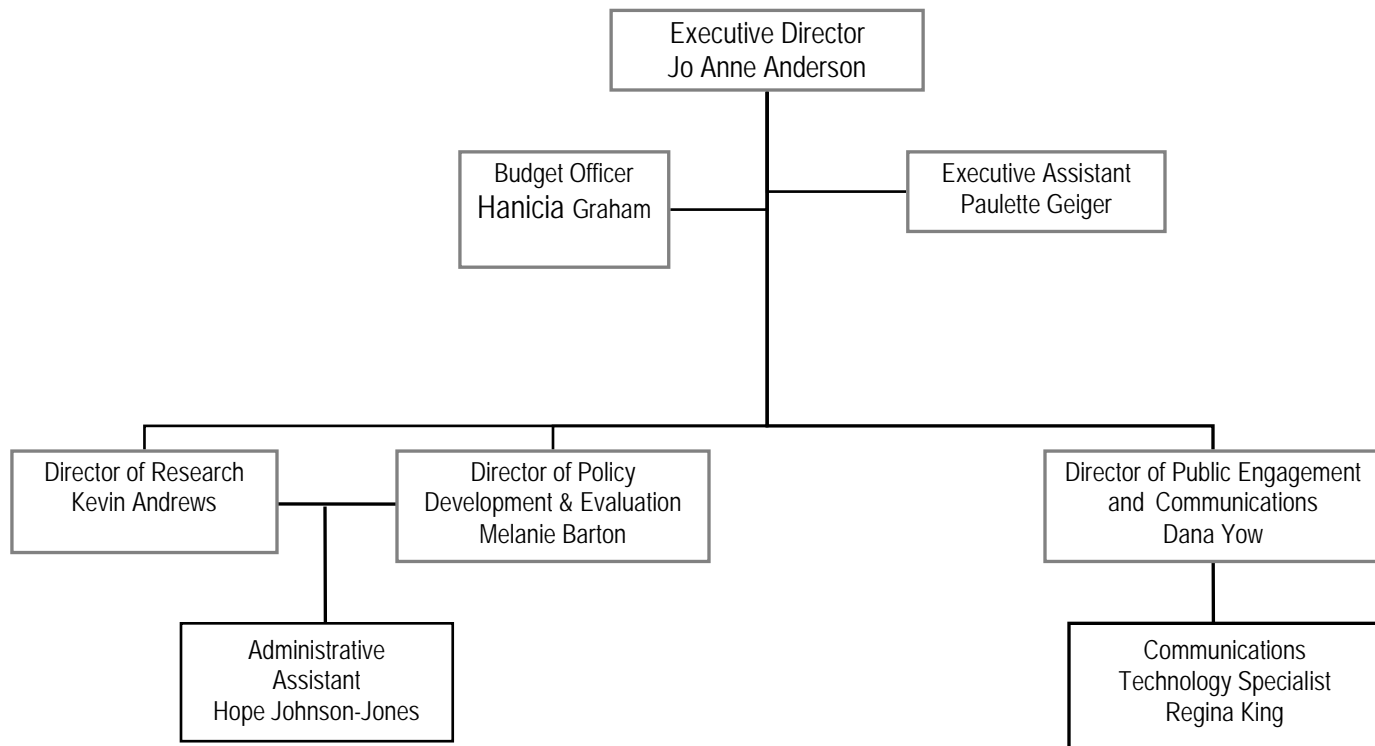 Executive Director
Jo Anne Anderson
Budget Officer
Hanicia Graham
Executive Assistant
Paulette Geiger
Director of Research
Kevin Andrews
Director of Policy
Development & Evaluation
Melanie Barton
Director of Public Engagement
and Communications
Dana Yow
Administrative
Assistant
Hope Johnson-Jones
Communications
Technology Specialist
Regina King